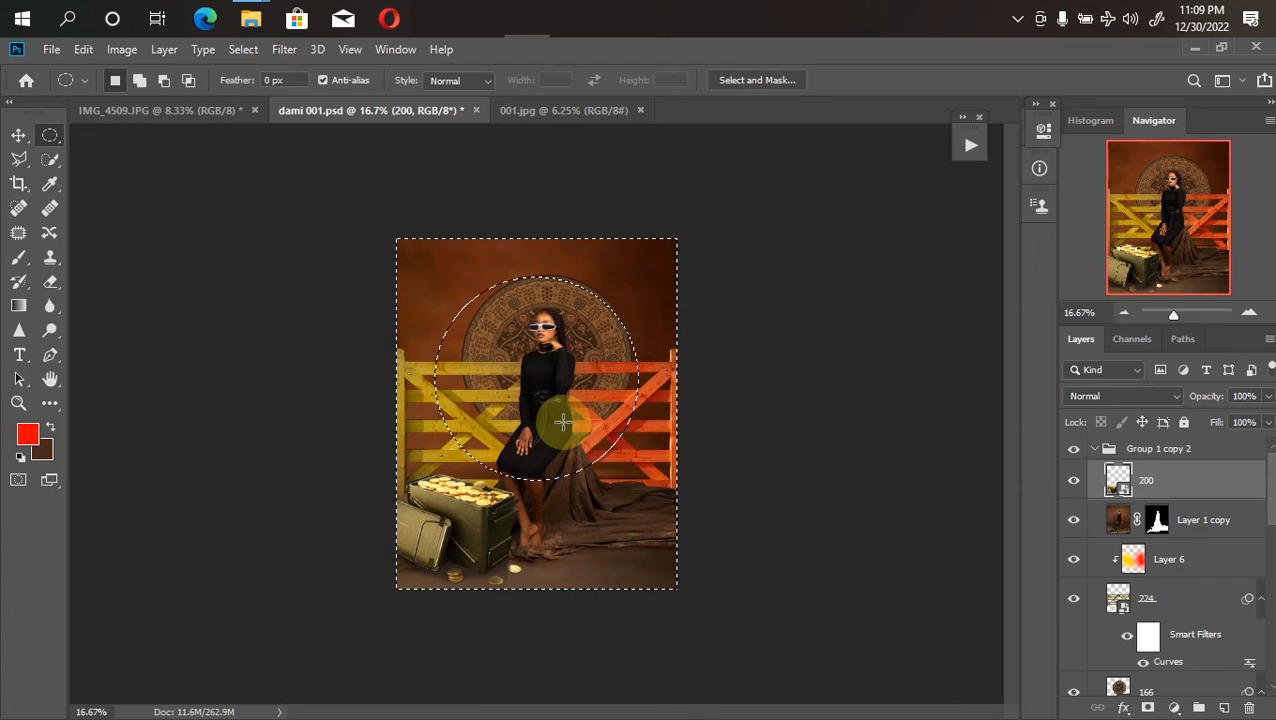 11:09 PM
12/30/2022
Ps File Edit Image Layer Type Select Filter 3D View Window Help
Feather: 0 px Anti-alias Style: Normal Width: Height: Select and Mask...
IMG_4509.JPG @ 8.33% (RGB/8) * dami 001.psd @ 16.7% (200, RGB/8*) * 001.jpg @ 6.25% (RGB/8#)
Histogram Navigator
16.67%
Layers Channels Paths
Kind
Normal Opacity: 100%
Lock: Fill: 100%
Group 1 copy 2
200
Layer 1 copy
Layer 6
224
Smart Filters
Curves
166
16.67% Doc: 11.6M/262.9M